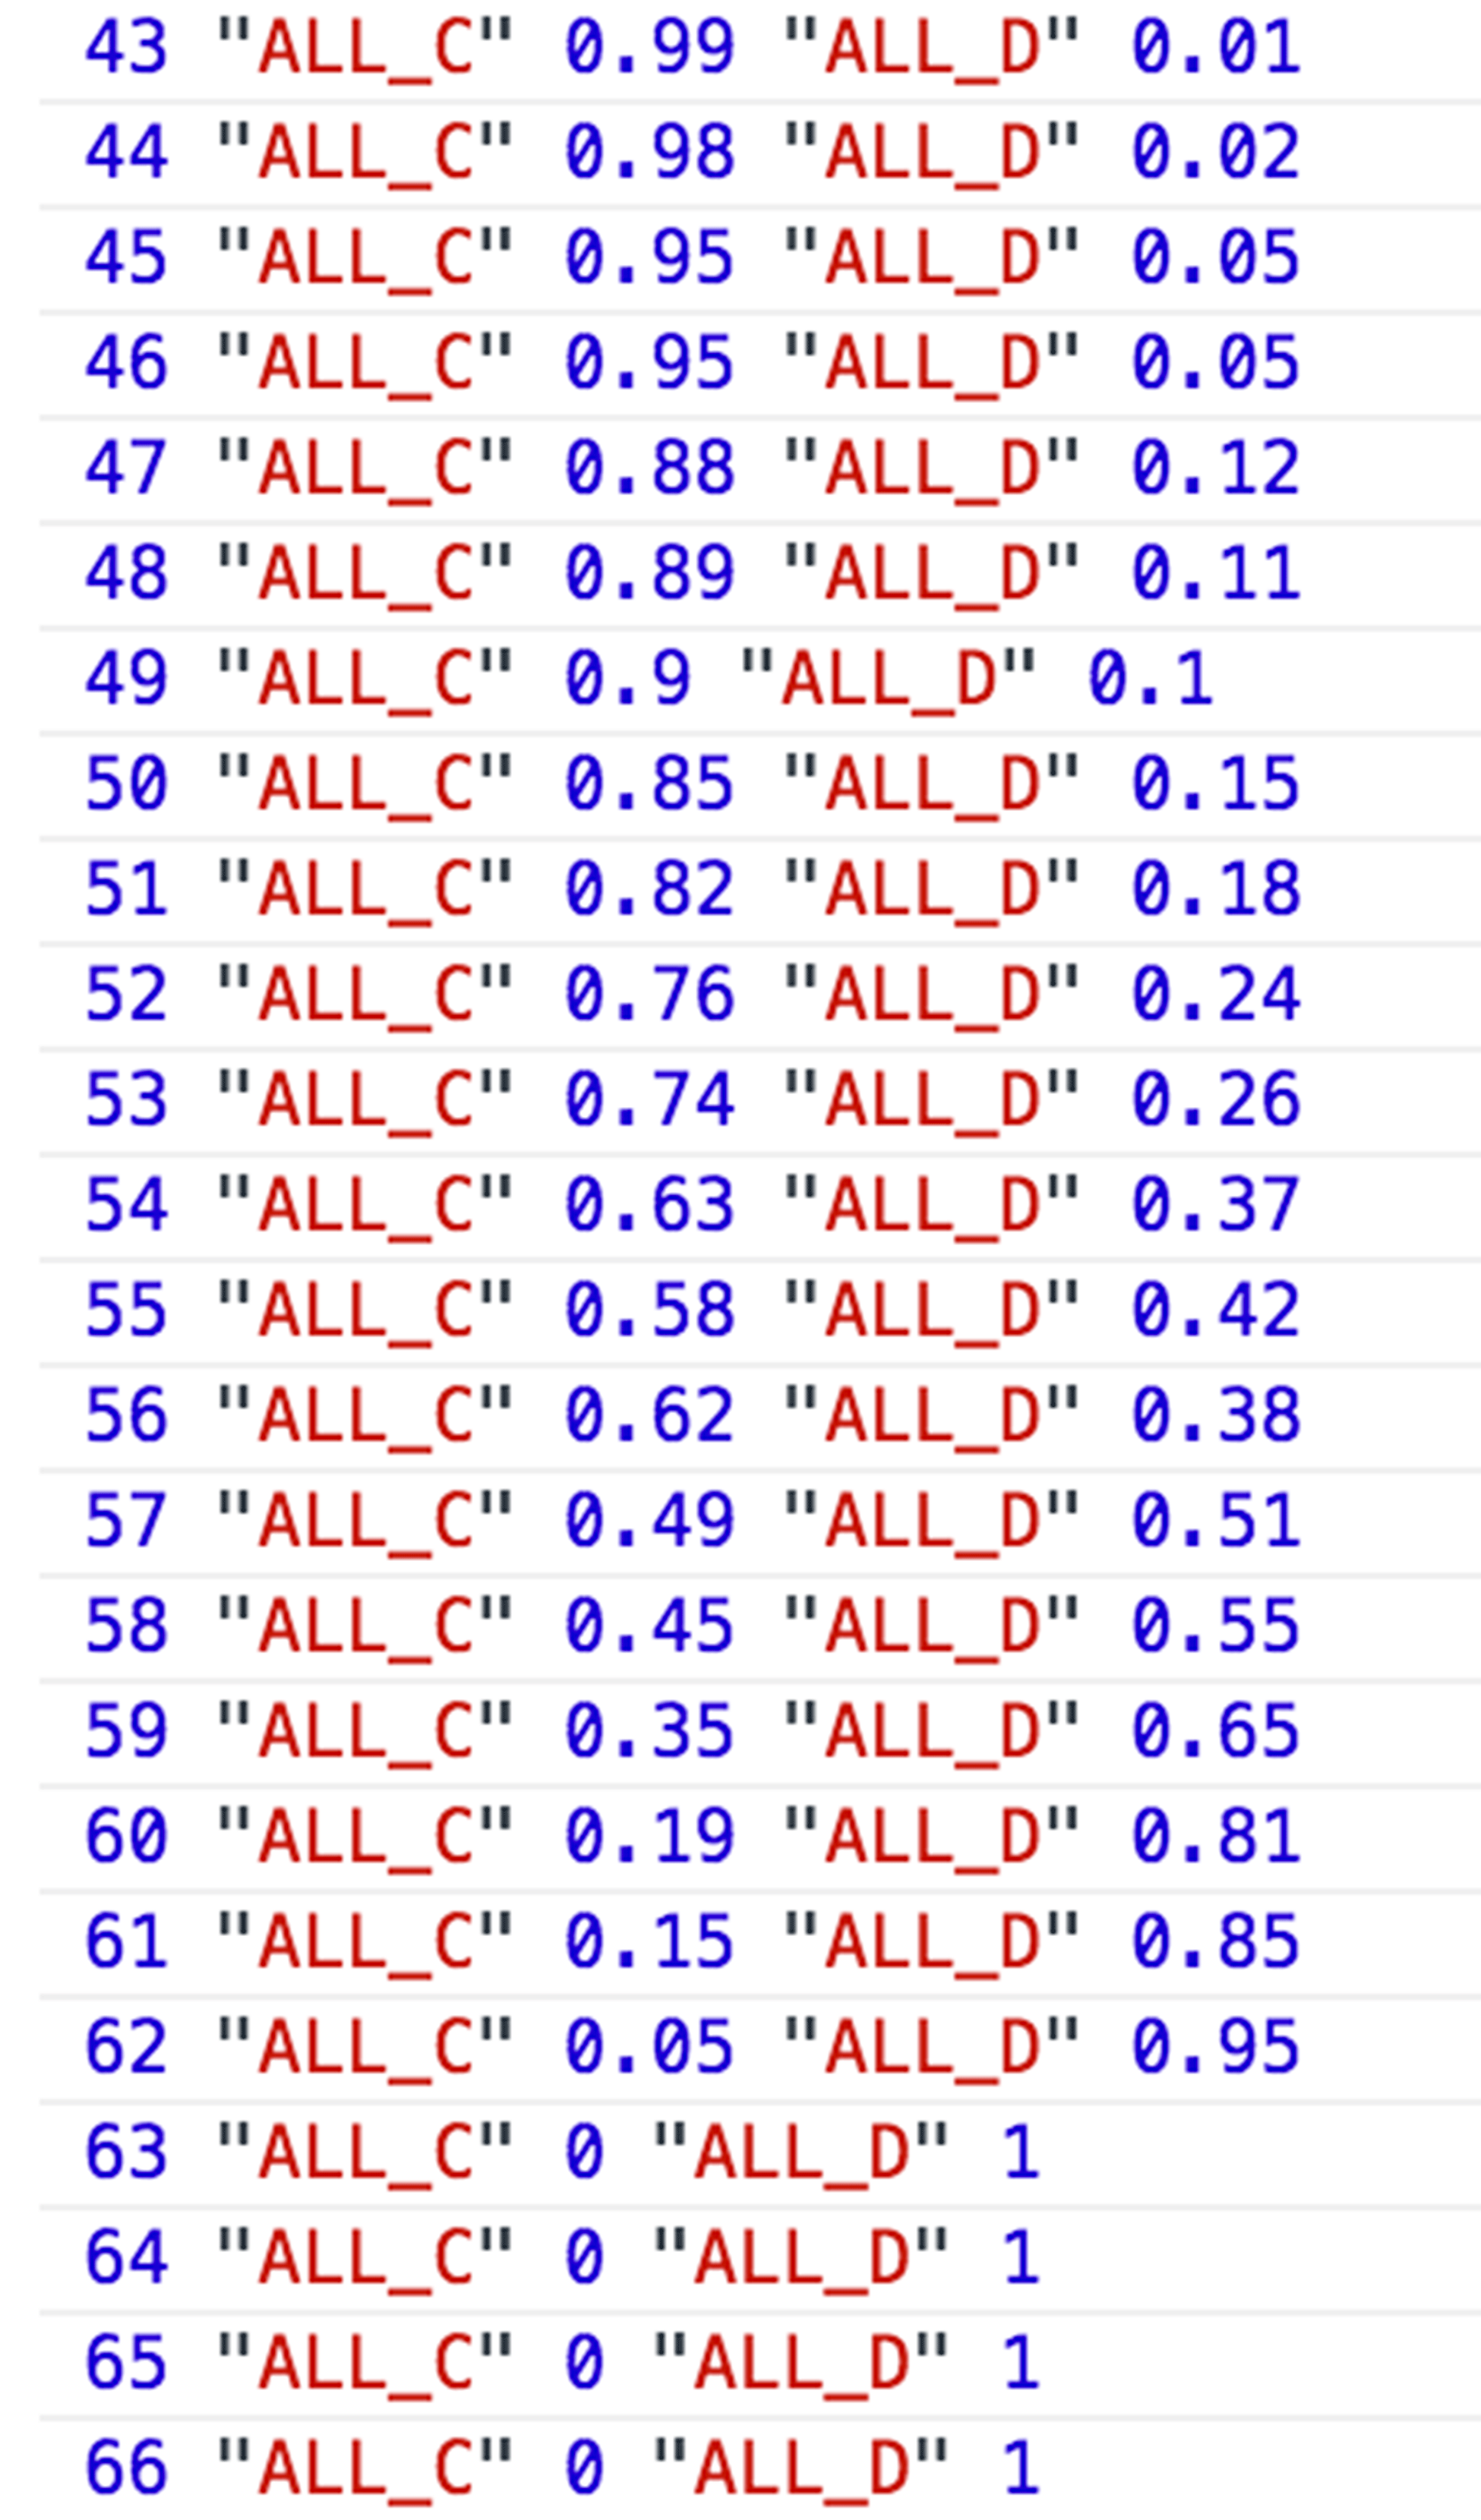 43 "ALL_C" 0.99 "ALL_D" 0.01
44 "ALL_C" 0.98 "ALL_D" 0.02
45 "ALL_C" 0.95 "ALL_D" 0.05
46 "ALL_C" 0.95 "ALL_D" 0.05
47 "ALL_C" 0.88 "ALL_D" 0.12
48 "ALL_C" 0.89 "ALL_D" 0.11
49 "ALL_C" 0.9 "ALL_D" 0.1
50 "ALL_C" 0.85 "ALL_D" 0.15
51 "ALL_C" 0.82 "ALL_D" 0.18
52 "ALL_C" 0.76 "ALL_D" 0.24
53 "ALL_C" 0.74 "ALL_D" 0.26
54 "ALL_C" 0.63 "ALL_D" 0.37
55 "ALL_C" 0.58 "ALL_D" 0.42
56 "ALL_C" 0.62 "ALL_D" 0.38
57 "ALL_C" 0.49 "ALL_D" 0.51
58 "ALL_C" 0.45 "ALL_D" 0.55
59 "ALL_C" 0.35 "ALL_D" 0.65
60 "ALL_C" 0.19 "ALL_D" 0.81
61 "ALL_C" 0.15 "ALL_D" 0.85
62 "ALL_C" 0.05 "ALL_D" 0.95
63 "ALL_C" 0 "ALL_D" 1
64 "ALL_C" 0 "ALL_D" 1
65 "ALL_C" 0 "ALL_D" 1
66 "ALL_C" 0 "ALL_D" 1